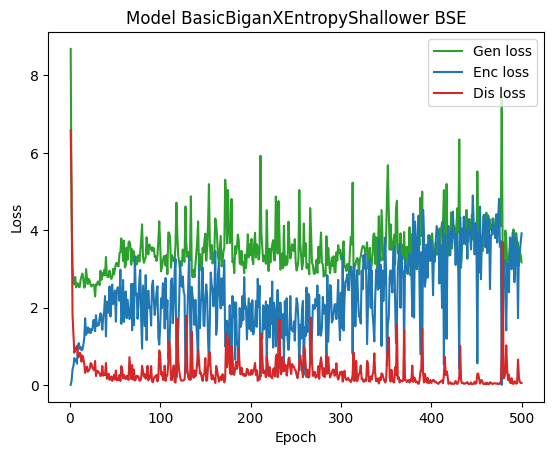 Model BasicBiganXEntropyShallower BSE
Gen loss
Enc loss
Dis loss
Loss
8
6
4
2
0
0 100 200 300 400 500
Epoch